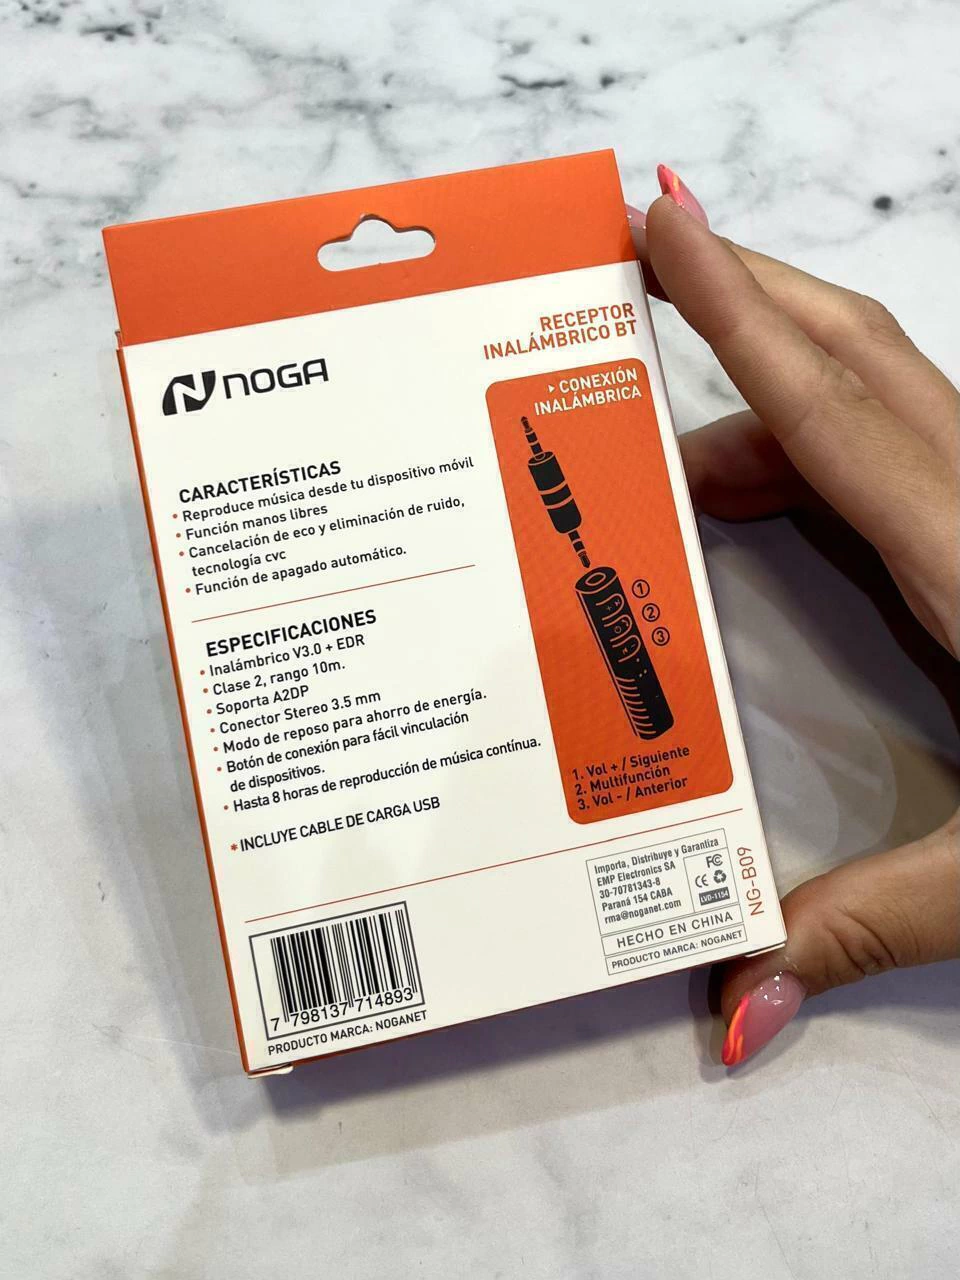 NOGA
RECEPTOR
INALÁMBRICO BT
CONEXIÓN
INALÁMBRICA
CARACTERÍSTICAS
• Reproduce música desde tu dispositivo móvil
• Función manos libres
• Cancelación de eco y eliminación de ruido,
tecnología cvc
• Función de apagado automático.
ESPECIFICACIONES
• Inalámbrico V3.0 + EDR
• Clase 2, rango 10m.
• Soporta A2DP
• Conector Stereo 3.5 mm
• Modo de reposo para ahorro de energía.
• Botón de conexión para fácil vinculación
de dispositivos.
• Hasta 8 horas de reproducción de música contínua.
* INCLUYE CABLE DE CARGA USB
1
2
3
1. Vol + / Siguiente
2. Multifunción
3. Vol - / Anterior
Importa, Distribuye y Garantiza
EMP Electronics SA
30-70781343-8
Paraná 154 CABA
rma@noganet.com
FC
CE
LVD-1134
HECHO EN CHINA
PRODUCTO MARCA: NOGANET
NG-B09
7 798137 714893
PRODUCTO MARCA: NOGANET